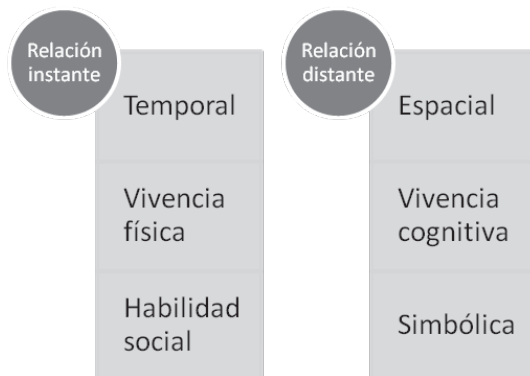 Relación
instante
Temporal
Vivencia
física
Habilidad
social
Relación
distante
Espacial
Vivencia
cognitiva
Simbólica